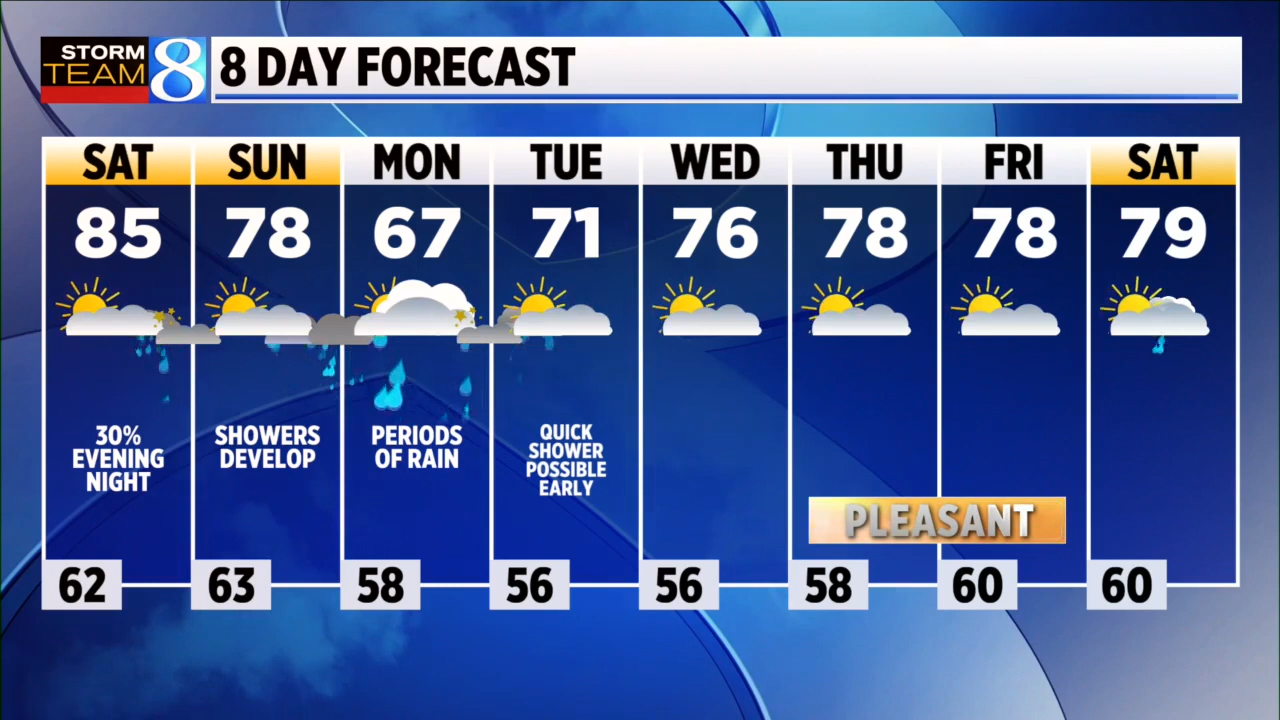 STORM
TEAM
8
8 DAY FORECAST
SAT
SUN
MON
TUE
WED
THU
FRI
SAT
85
78
67
71
76
78
78
79
30%
EVENING
NIGHT
SHOWERS
DEVELOP
PERIODS
OF RAIN
QUICK
SHOWER
POSSIBLE
EARLY
PLEASANT
62
63
58
56
56
58
60
60